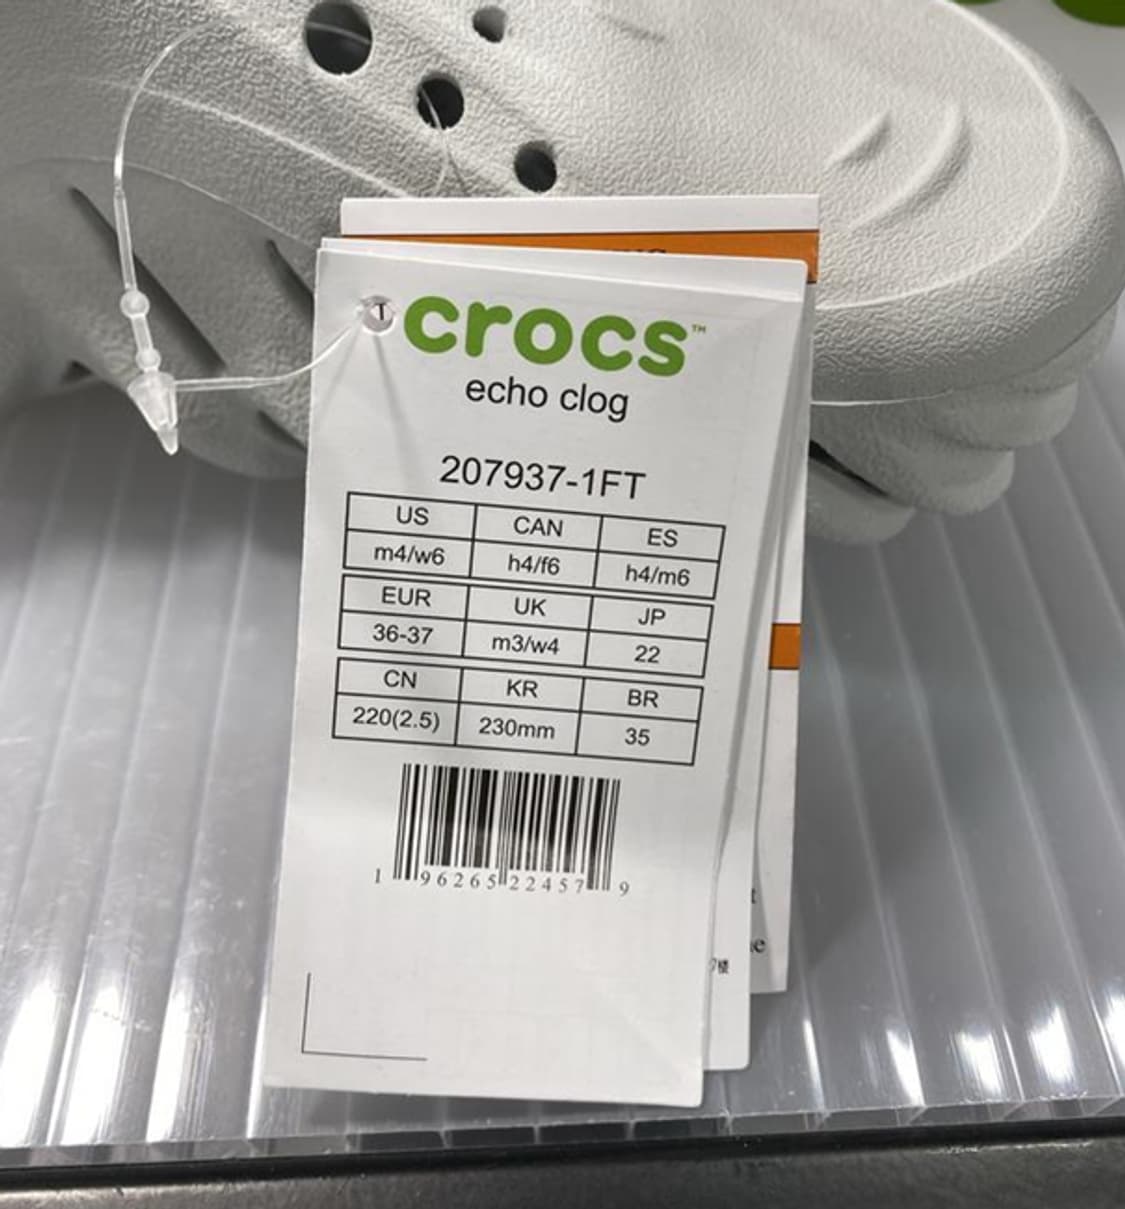 crocs™
echo clog
207937-1FT
US CAN ES
m4/w6 h4/f6 h4/m6
EUR UK JP
36-37 m3/w4 22
CN KR BR
220(2.5) 230mm 35
1 96265 22457 9
楼